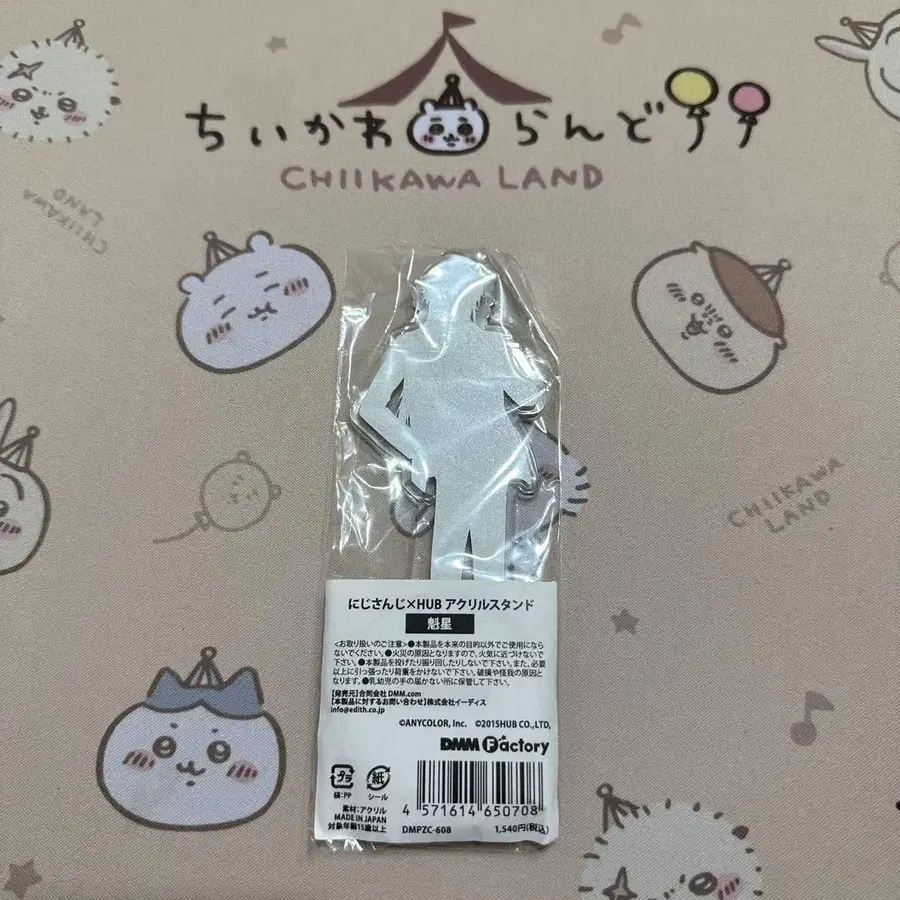 ちいかわらんど
CHIIKAWA LAND
CHIIKAWA LAND
CHIIKAWA
LAND
にじさんじ×HUB アクリルスタンド
魁星
<お取り扱いのご注意>●本製品を本来の目的以外でご使用になら
ないでください。●火災の原因となりますので、火気に近づけないで
下さい。●本製品を投げたり振り回したりしないで下さい。また、必要
以上に引っ張ったり荷重をかけないで下さい。破損や怪我の原因と
なります。●乳幼児の手の届かない所に保管して下さい。
【発売元】合同会社DMM.com
【本製品に対するお問い合わせ】株式会社イーディス
info@edith.co.jp
©ANYCOLOR, Inc. ©2015HUB CO.,LTD,
DMM Factory
プラ
紙
袋:PP
シール
素材:アクリル
MADE IN JAPAN
対象年齢15歳以上
4 571614 650708
DMPZC-608
1,540円(税込)